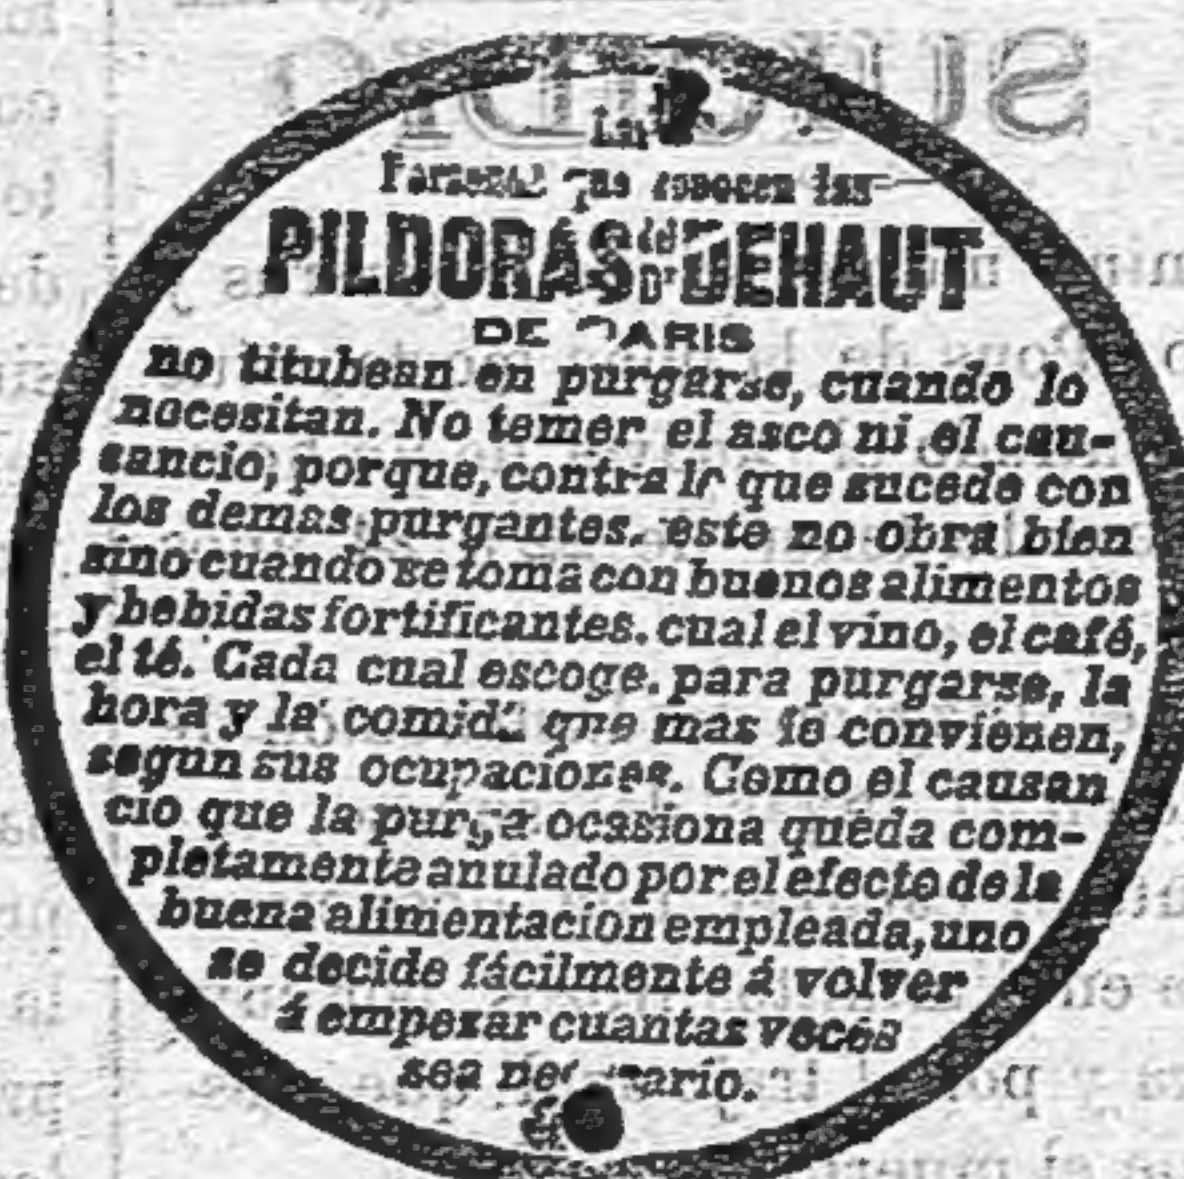 Las
Personas que conocen las
PILDORAS del Dr DEHAUT
DE PARIS
no titubean en purgarse, cuando lo
necesitan. No temen el asco ni el cau-
sancio, porque, contra lo que sucede con
los demas purgantes, este no obra bien
sino cuando se toma con buenos alimentos
y bebidas fortificantes, cual el vino, el café,
el té. Cada cual escoge, para purgarse, la
hora y la comida que mas le convienen,
segun sus ocupaciones. Como el causan
cio que la purga ocasiona queda com-
pletamente anulado por el efecto de la
buena alimentacion empleada, uno
se decide fácilmente á volver
á empezar cuantas veces
sea necesario.